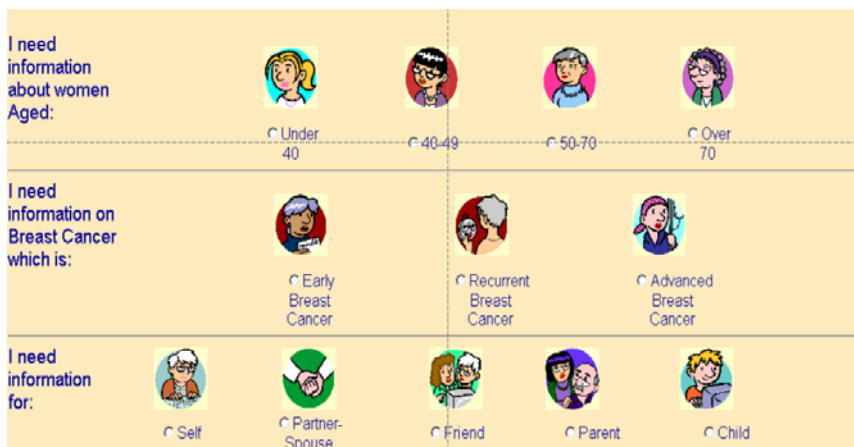 I need
information
about women
Aged:
Under
40
40-49
50-70
Over
70
I need
information on
Breast Cancer
which is:
Early
Breast
Cancer
Recurrent
Breast
Cancer
Advanced
Breast
Cancer
I need
information
for:
Self
Partner-
Spouse
Friend
Parent
Child